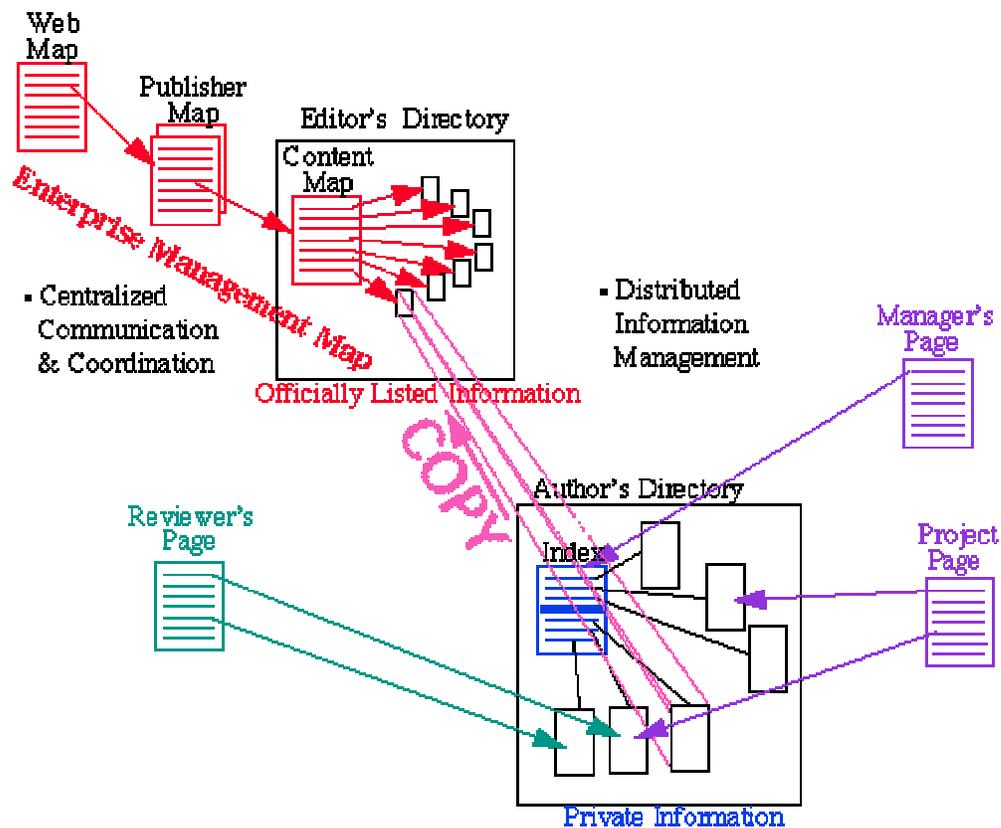 Web
Map
Publisher
Map
Editor's Directory
Content
Map
Enterprise Management Map
▪ Centralized
Communication
& Coordination
▪ Distributed
Information
Management
Manager's
Page
Officially Listed Information
COPY
Author's Directory
Reviewer's
Page
Index
Project
Page
Private Information